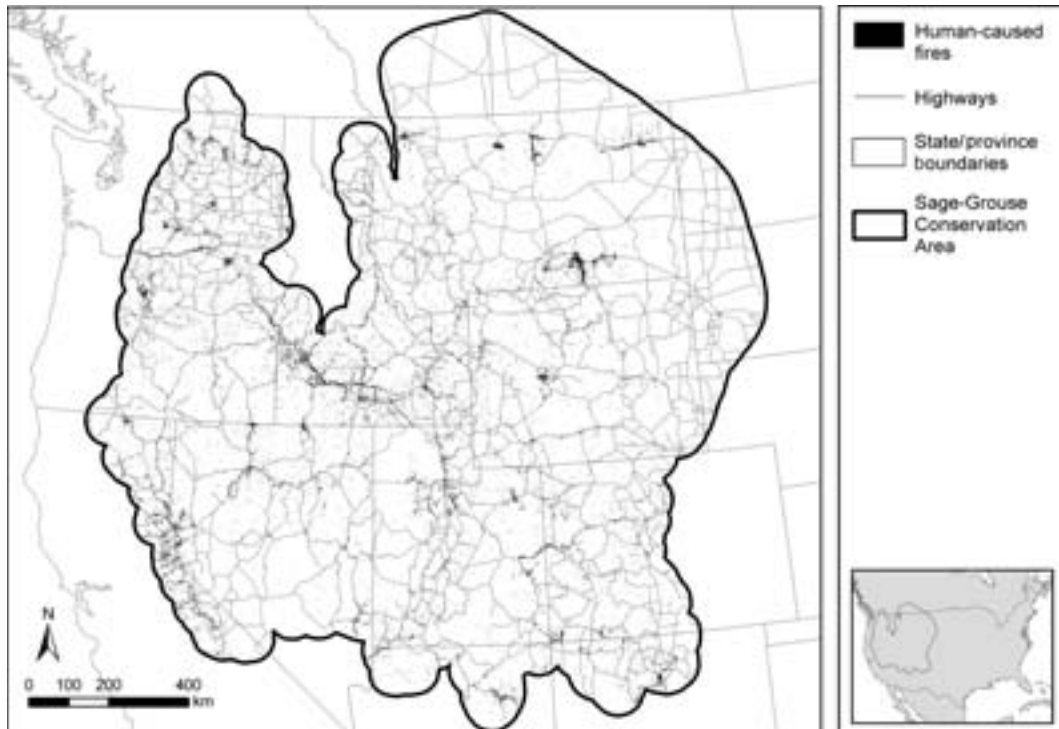 Human-caused
fires
Highways
State/province
boundaries
Sage-Grouse
Conservation
Area
N
0 100 200 400
km